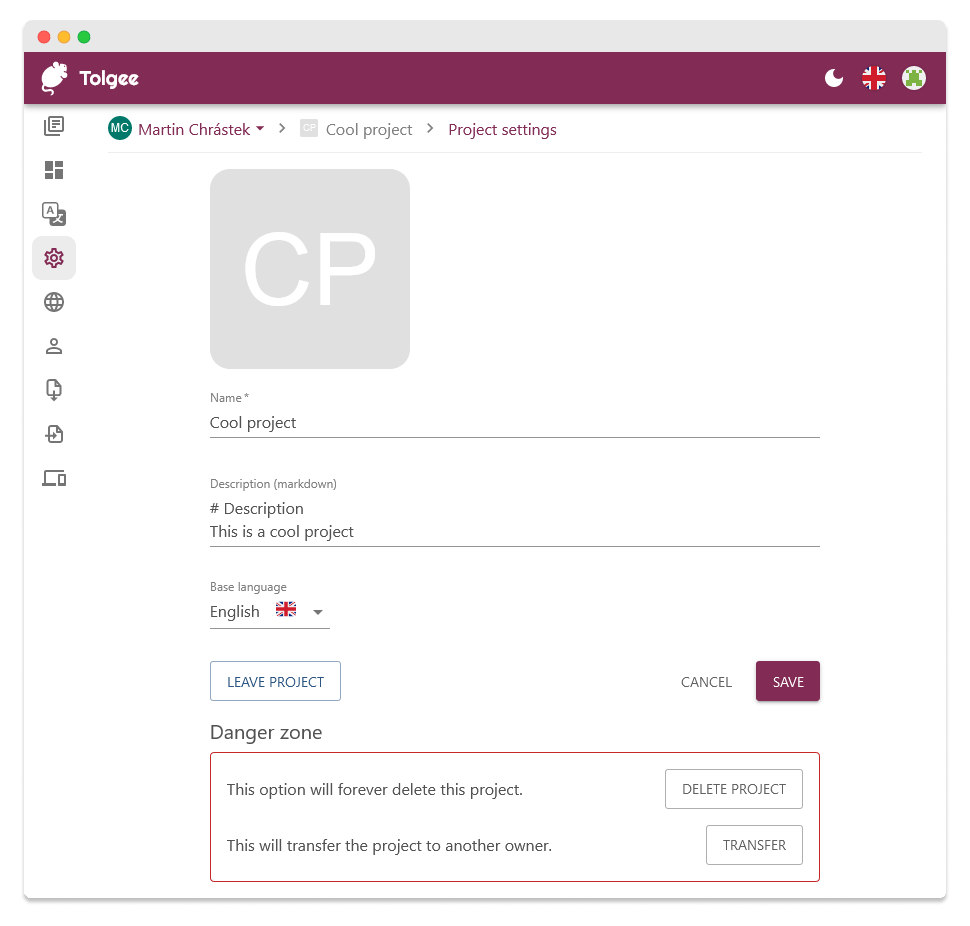 Tolgee
MC Martin Chrástek CP Cool project Project settings
A
CP
Name *
Cool project
Description (markdown)
# Description
This is a cool project
Base language
English
LEAVE PROJECT CANCEL SAVE
Danger zone
This option will forever delete this project. DELETE PROJECT
This will transfer the project to another owner. TRANSFER